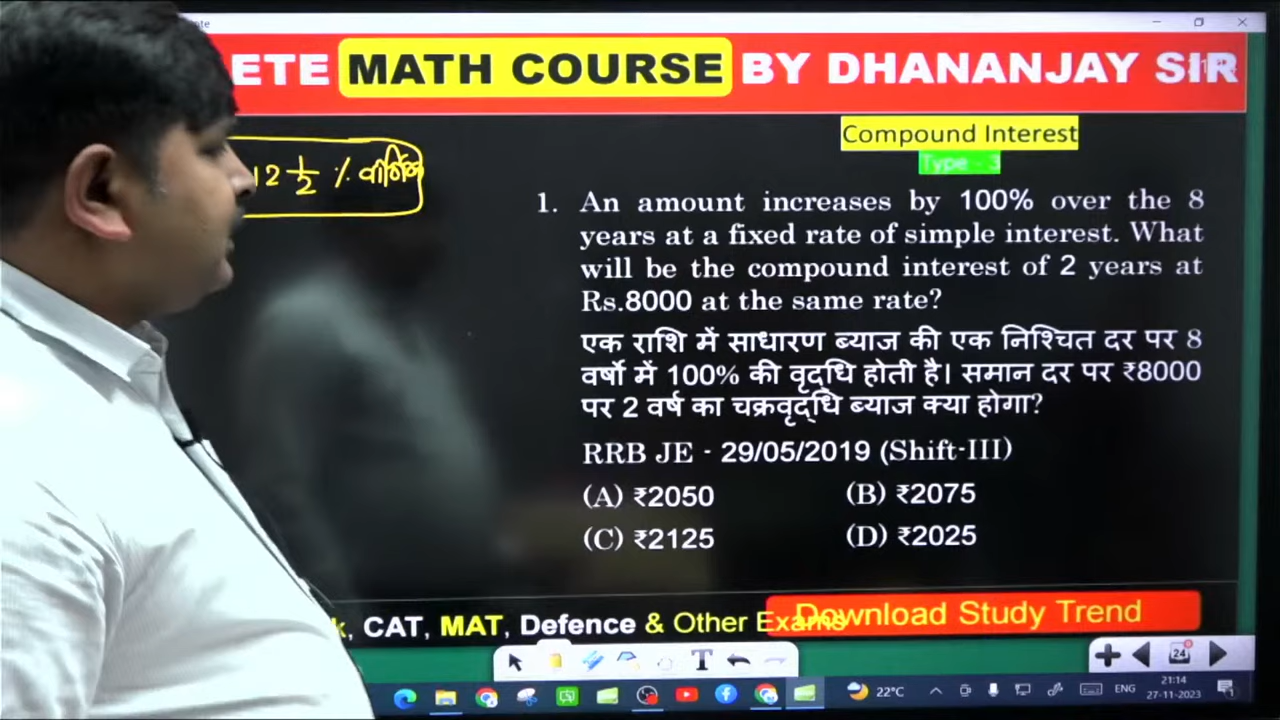 ETE MATH COURSE BY DHANANJAY SIR
12 1/2 % वार्षिक
Compound Interest
Type - 3
1. An amount increases by 100% over the 8
years at a fixed rate of simple interest. What
will be the compound interest of 2 years at
Rs.8000 at the same rate?
एक राशि में साधारण ब्याज की एक निश्चित दर पर 8
वर्षो में 100% की वृद्धि होती है। समान दर पर ₹8000
पर 2 वर्ष का चक्रवृद्धि ब्याज क्या होगा?
RRB JE - 29/05/2019 (Shift-III)
(A) ₹2050 (B) ₹2075
(C) ₹2125 (D) ₹2025
k, CAT, MAT, Defence & Other Exams
Download Study Trend
24
T
22°C ENG 21:14
27-11-2023